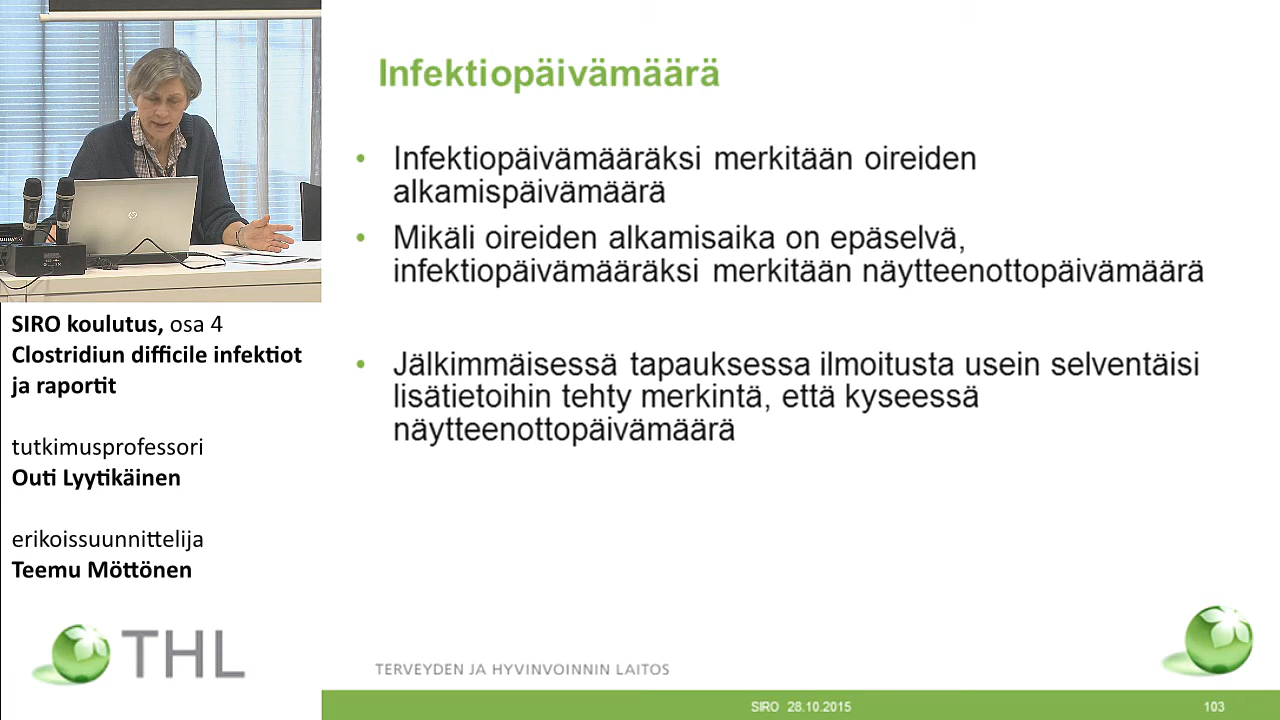 SIRO koulutus, osa 4
Clostridiun difficile infektiot
ja raportit
tutkimusprofessori
Outi Lyytikäinen
erikoissuunnittelija
Teemu Möttönen
THL
Infektiopäivämäärä
• Infektiopäivämääräksi merkitään oireiden
alkamispäivämäärä
• Mikäli oireiden alkamisaika on epäselvä,
infektiopäivämääräksi merkitään näytteenottopäivämäärä
• Jälkimmäisessä tapauksessa ilmoitusta usein selventäisi
lisätietoihin tehty merkintä, että kyseessä
näytteenottopäivämäärä
TERVEYDEN JA HYVINVOINNIN LAITOS
SIRO 28.10.2015
103